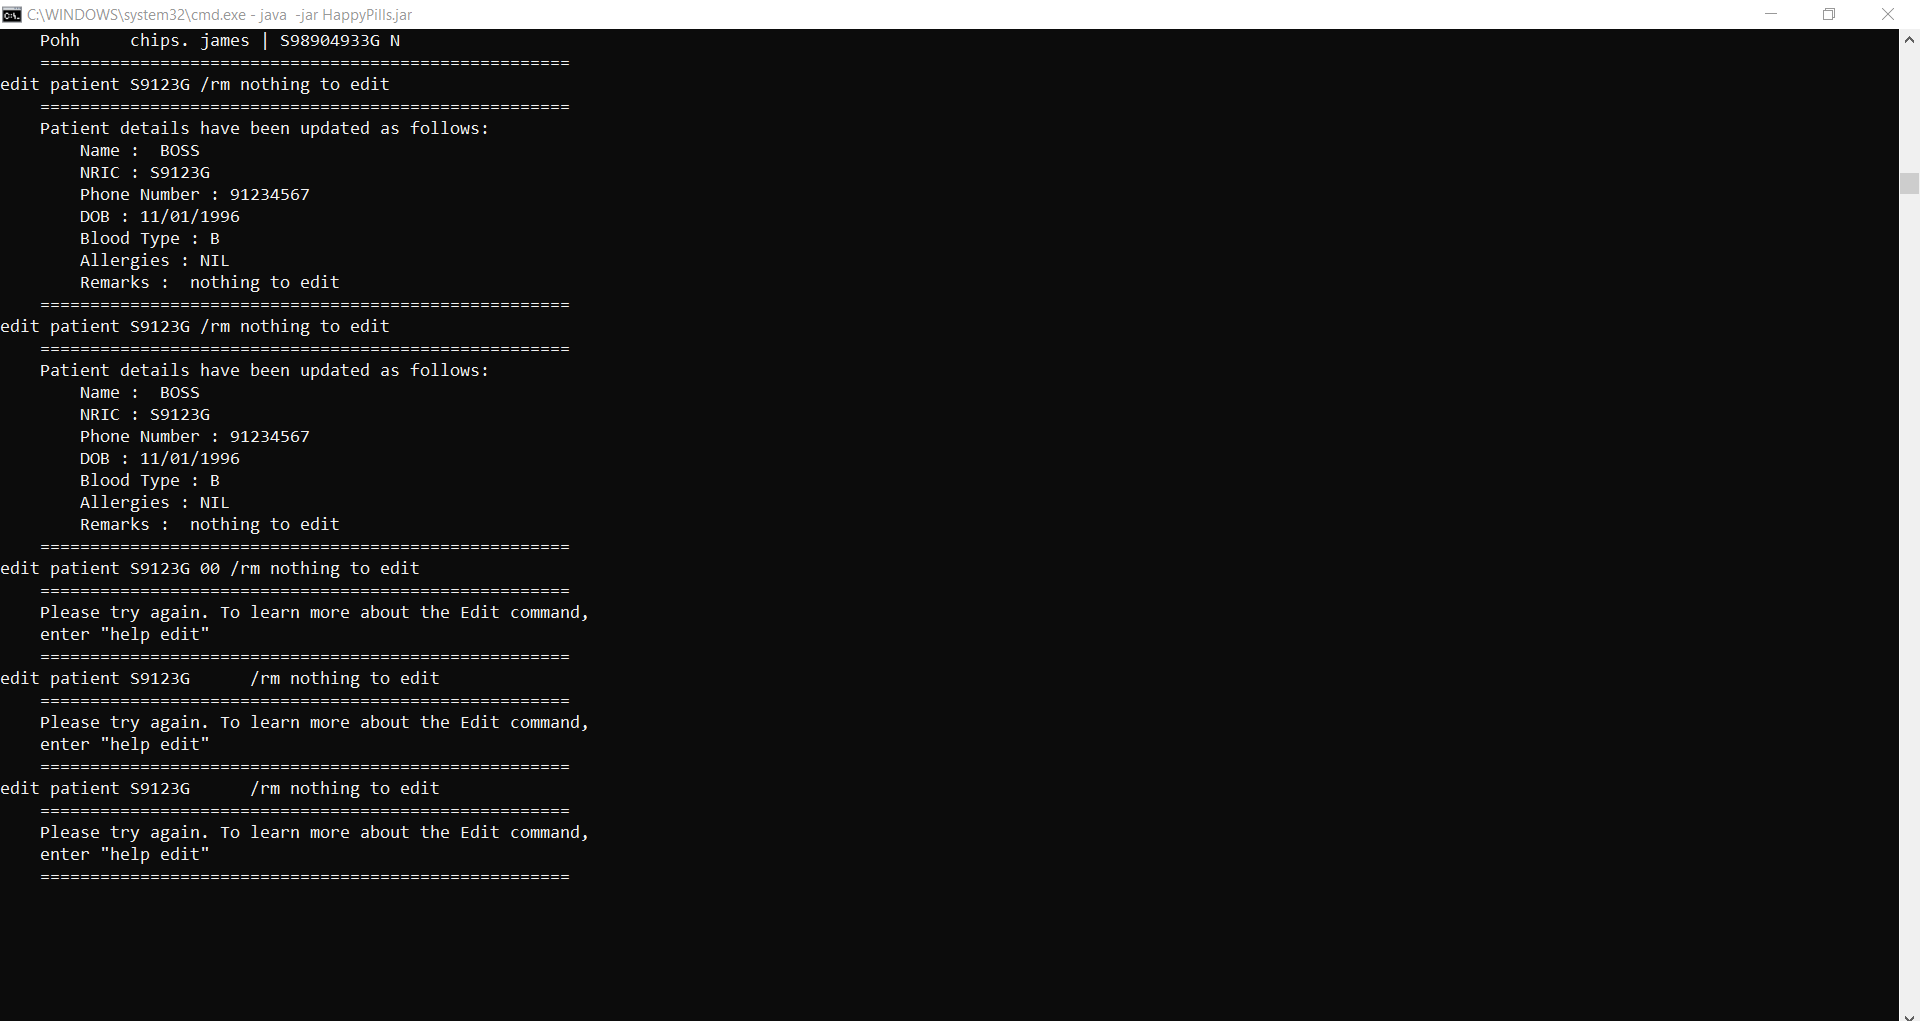 C:\WINDOWS\system32\cmd.exe - java  -jar HappyPills.jar
    Pohh     chips. james | S98904933G N
    =====================================================
edit patient S9123G /rm nothing to edit
    =====================================================
    Patient details have been updated as follows:
        Name :  BOSS
        NRIC : S9123G
        Phone Number : 91234567
        DOB : 11/01/1996
        Blood Type : B
        Allergies : NIL
        Remarks :  nothing to edit
    =====================================================
edit patient S9123G /rm nothing to edit
    =====================================================
    Patient details have been updated as follows:
        Name :  BOSS
        NRIC : S9123G
        Phone Number : 91234567
        DOB : 11/01/1996
        Blood Type : B
        Allergies : NIL
        Remarks :  nothing to edit
    =====================================================
edit patient S9123G 00 /rm nothing to edit
    =====================================================
    Please try again. To learn more about the Edit command,
    enter "help edit"
    =====================================================
edit patient S9123G      /rm nothing to edit
    =====================================================
    Please try again. To learn more about the Edit command,
    enter "help edit"
    =====================================================
edit patient S9123G      /rm nothing to edit
    =====================================================
    Please try again. To learn more about the Edit command,
    enter "help edit"
    =====================================================